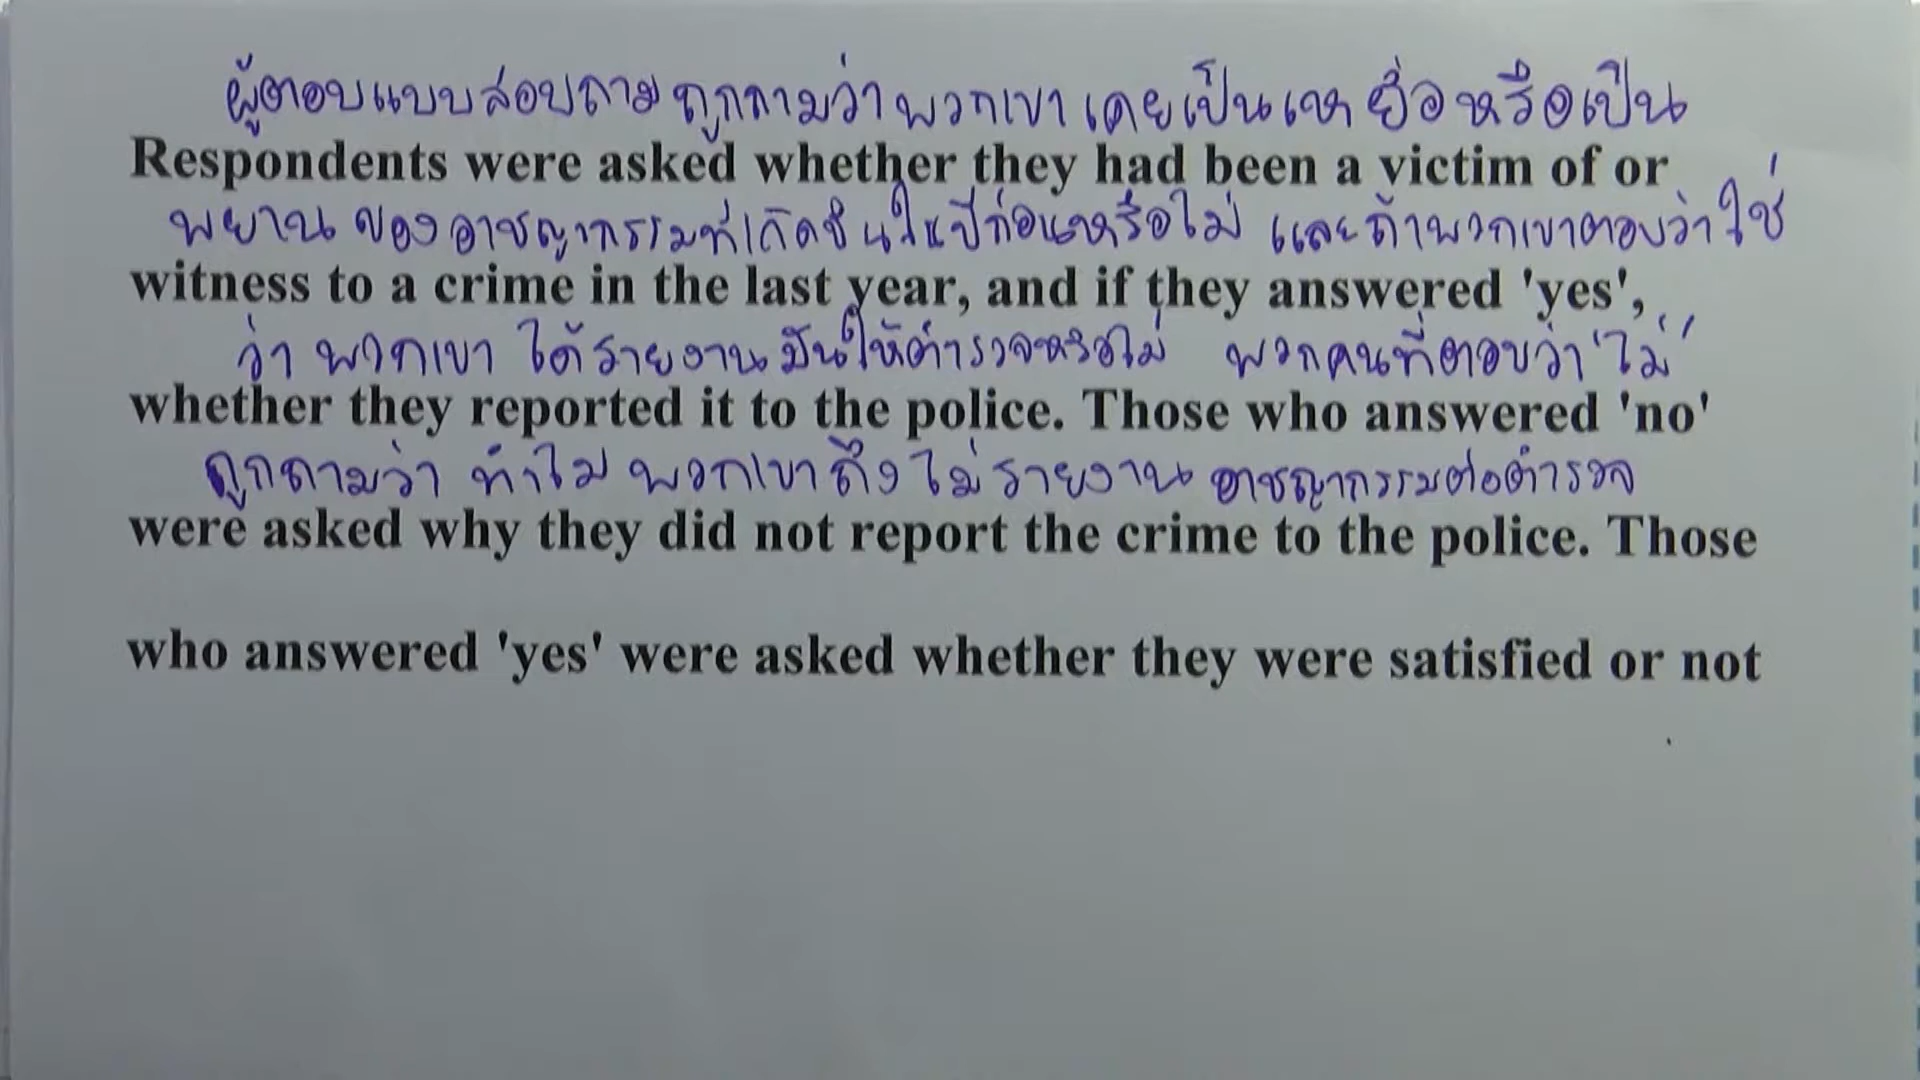 ผู้ตอบแบบสอบถามถูกถามว่าพวกเขาเคยเป็นเหยื่อหรือเป็น
Respondents were asked whether they had been a victim of or
พยานของอาชญากรรมที่เกิดขึ้นในปีก่อนหรือไม่ และถ้าพวกเขาตอบว่าใช่
witness to a crime in the last year, and if they answered 'yes',
ว่าพวกเขาได้รายงานมันให้ตำรวจหรือไม่ พวกคนที่ตอบว่า 'ไม่'
whether they reported it to the police. Those who answered 'no'
ถูกถามว่า ทำไมพวกเขาถึงไม่รายงานอาชญากรรมต่อตำรวจ
were asked why they did not report the crime to the police. Those
who answered 'yes' were asked whether they were satisfied or not